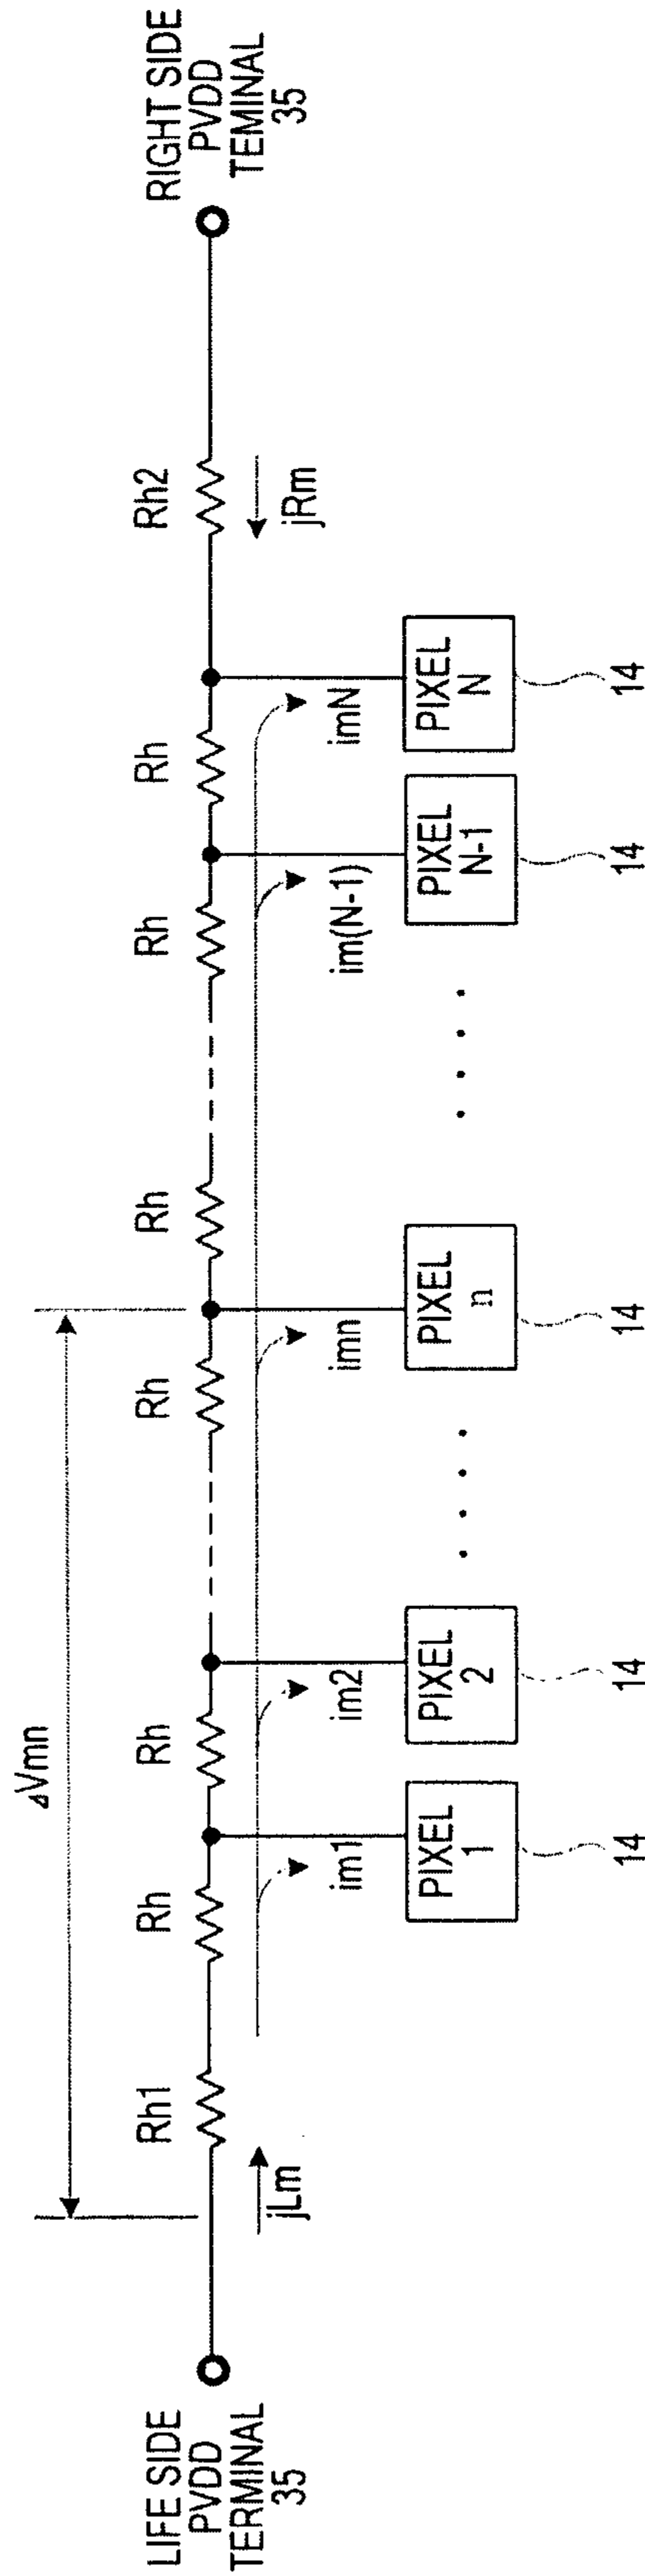 ΔVmn
LIFE SIDE
PVDD
TERMINAL
35
Rh1
Rh
Rh
Rh
Rh
Rh
Rh
Rh2
RIGHT SIDE
PVDD
TEMINAL
35
jLm
im1
im2
imn
im(N-1)
imN
jRm
PIXEL
1
PIXEL
2
. . . .
PIXEL
n
. . . .
PIXEL
N-1
PIXEL
N
14
14
14
14
14